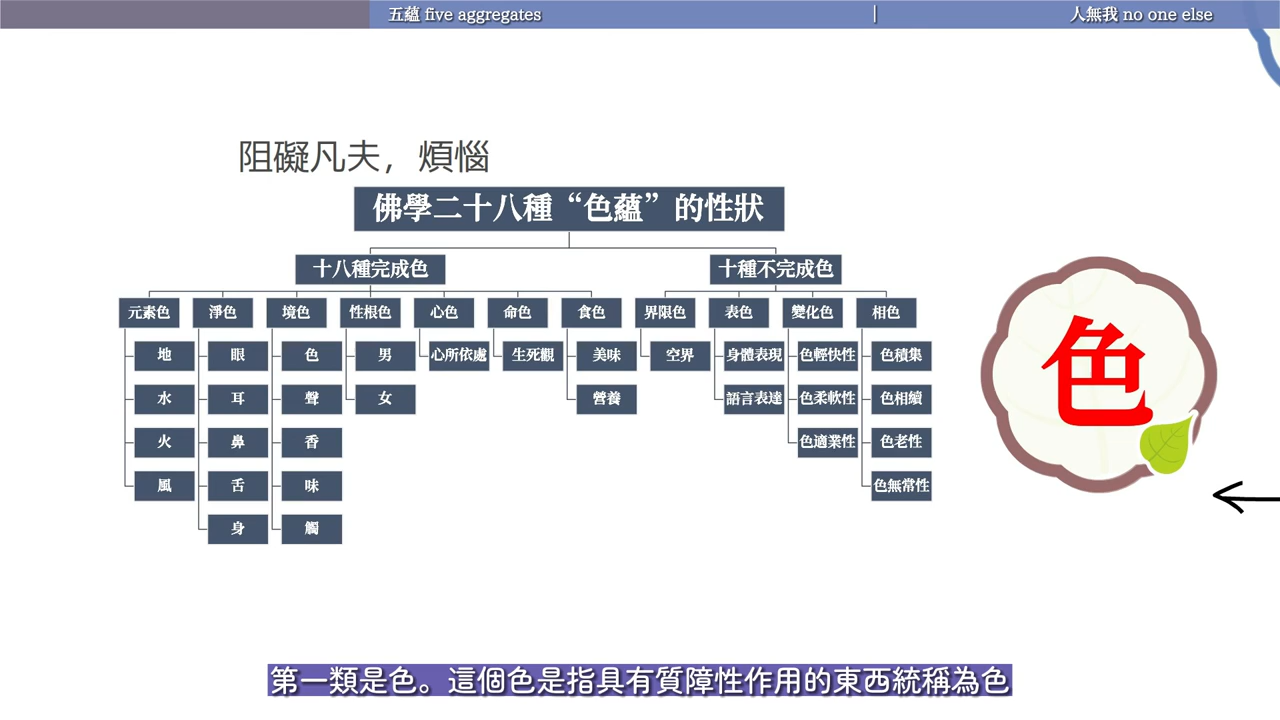 五蘊 five aggregates | 人無我 no one else
阻礙凡夫，煩惱
佛學二十八種“色蘊”的性狀
十八種完成色 十種不完成色
元素色 淨色 境色 性根色 心色 命色 食色 界限色 表色 變化色 相色
地 眼 色 男 心所依處 生死觀 美味 空界 身體表現 色輕快性 色積集
水 耳 聲 女 營養 語言表達 色柔軟性 色相續
火 鼻 香 色適業性 色老性
風 舌 味 色無常性
身 觸
色
第一類是色。這個色是指具有質障性作用的東西統稱為色